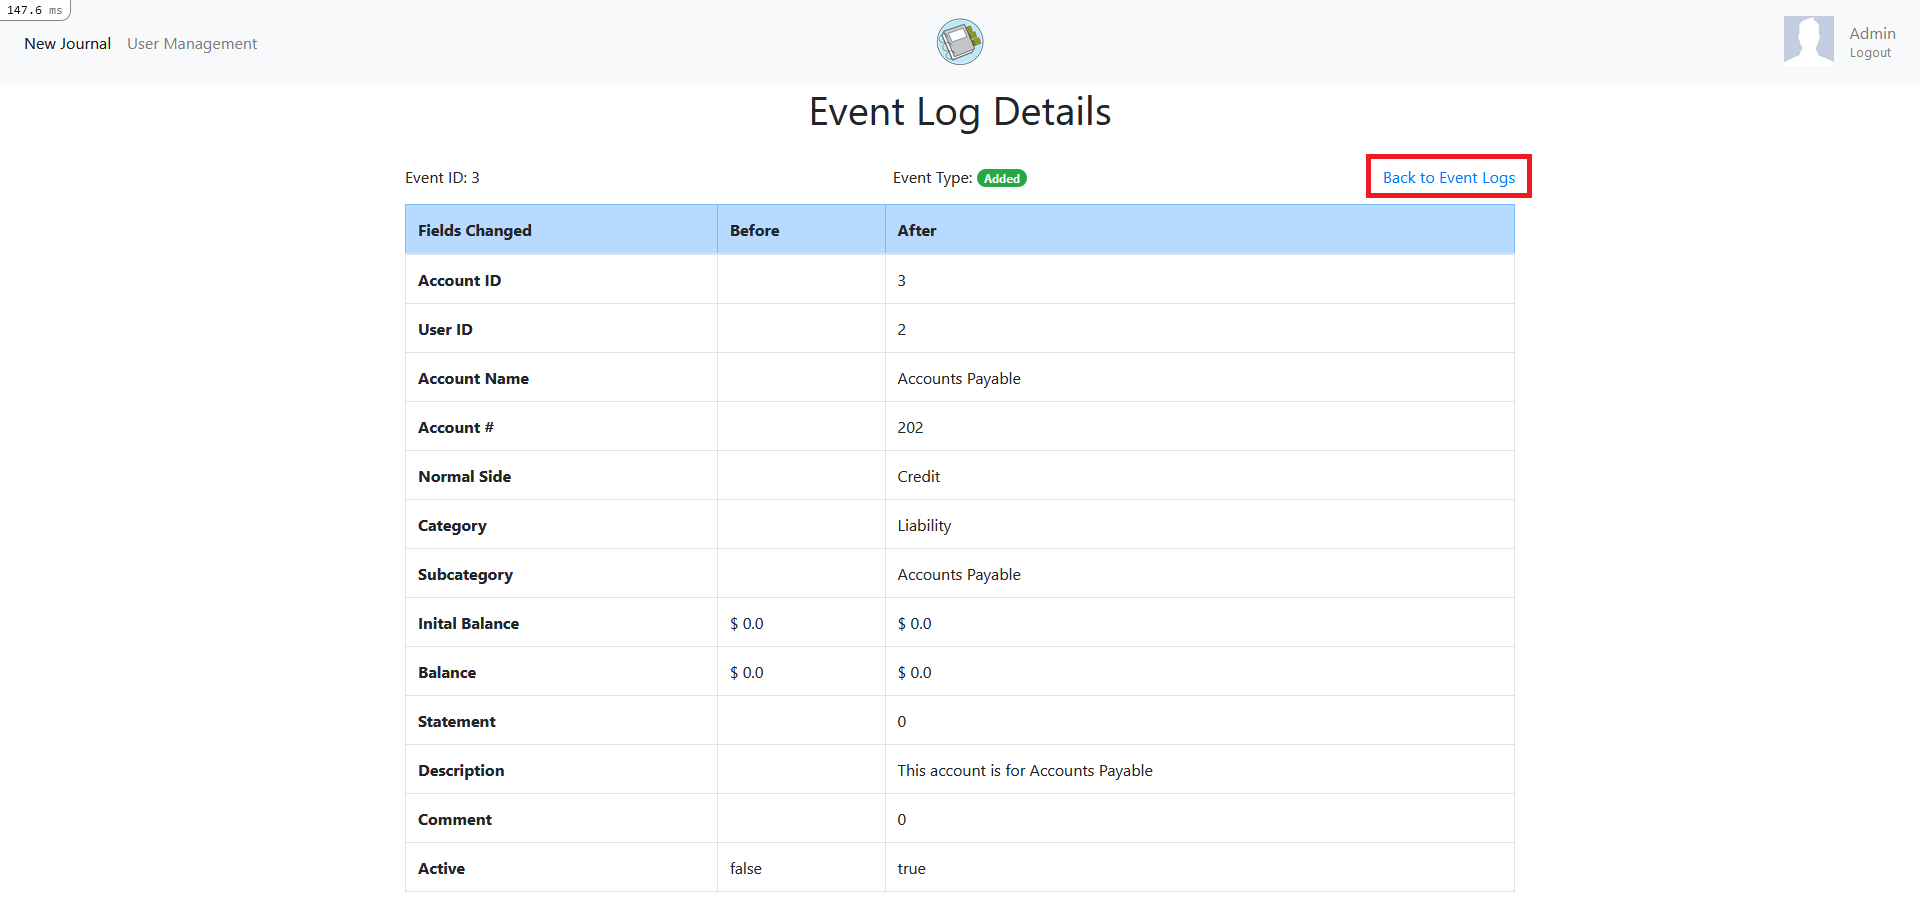 147.6 ms
New Journal User Management
Admin
Logout
Event Log Details
Event ID: 3 Event Type: Added Back to Event Logs
Fields Changed Before After
Account ID 3
User ID 2
Account Name Accounts Payable
Account # 202
Normal Side Credit
Category Liability
Subcategory Accounts Payable
Inital Balance $ 0.0 $ 0.0
Balance $ 0.0 $ 0.0
Statement 0
Description This account is for Accounts Payable
Comment 0
Active false true